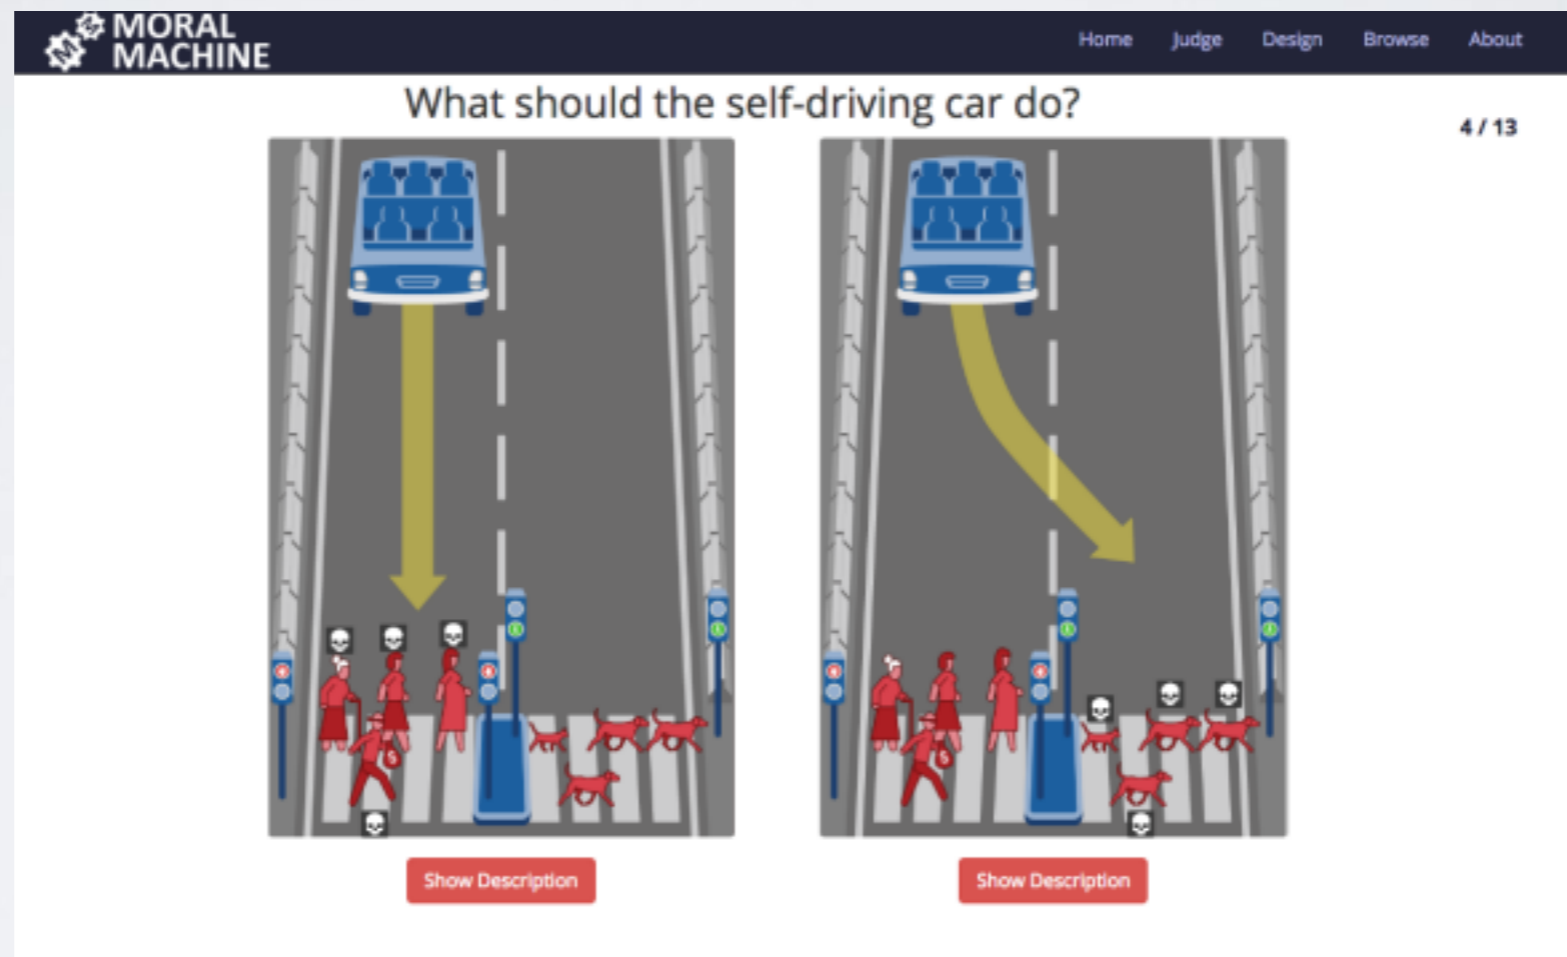 MORAL
MACHINE
Home Judge Design Browse About
What should the self-driving car do?
4 / 13
Show Description
Show Description